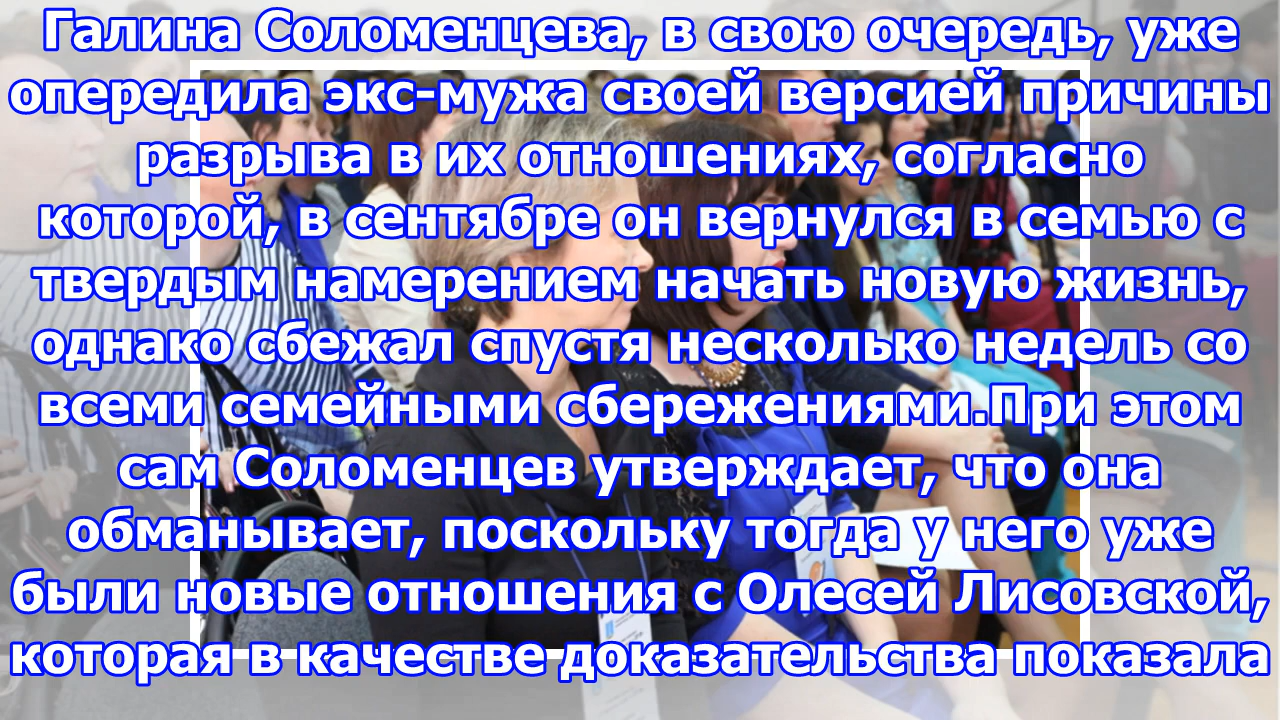 Галина Соломенцева, в свою очередь, уже
опередила экс-мужа своей версией причины
разрыва в их отношениях, согласно
которой, в сентябре он вернулся в семью с
твердым намерением начать новую жизнь,
однако сбежал спустя несколько недель со
всеми семейными сбережениями.При этом
сам Соломенцев утверждает, что она
обманывает, поскольку тогда у него уже
были новые отношения с Олесей Лисовской,
которая в качестве доказательства показала